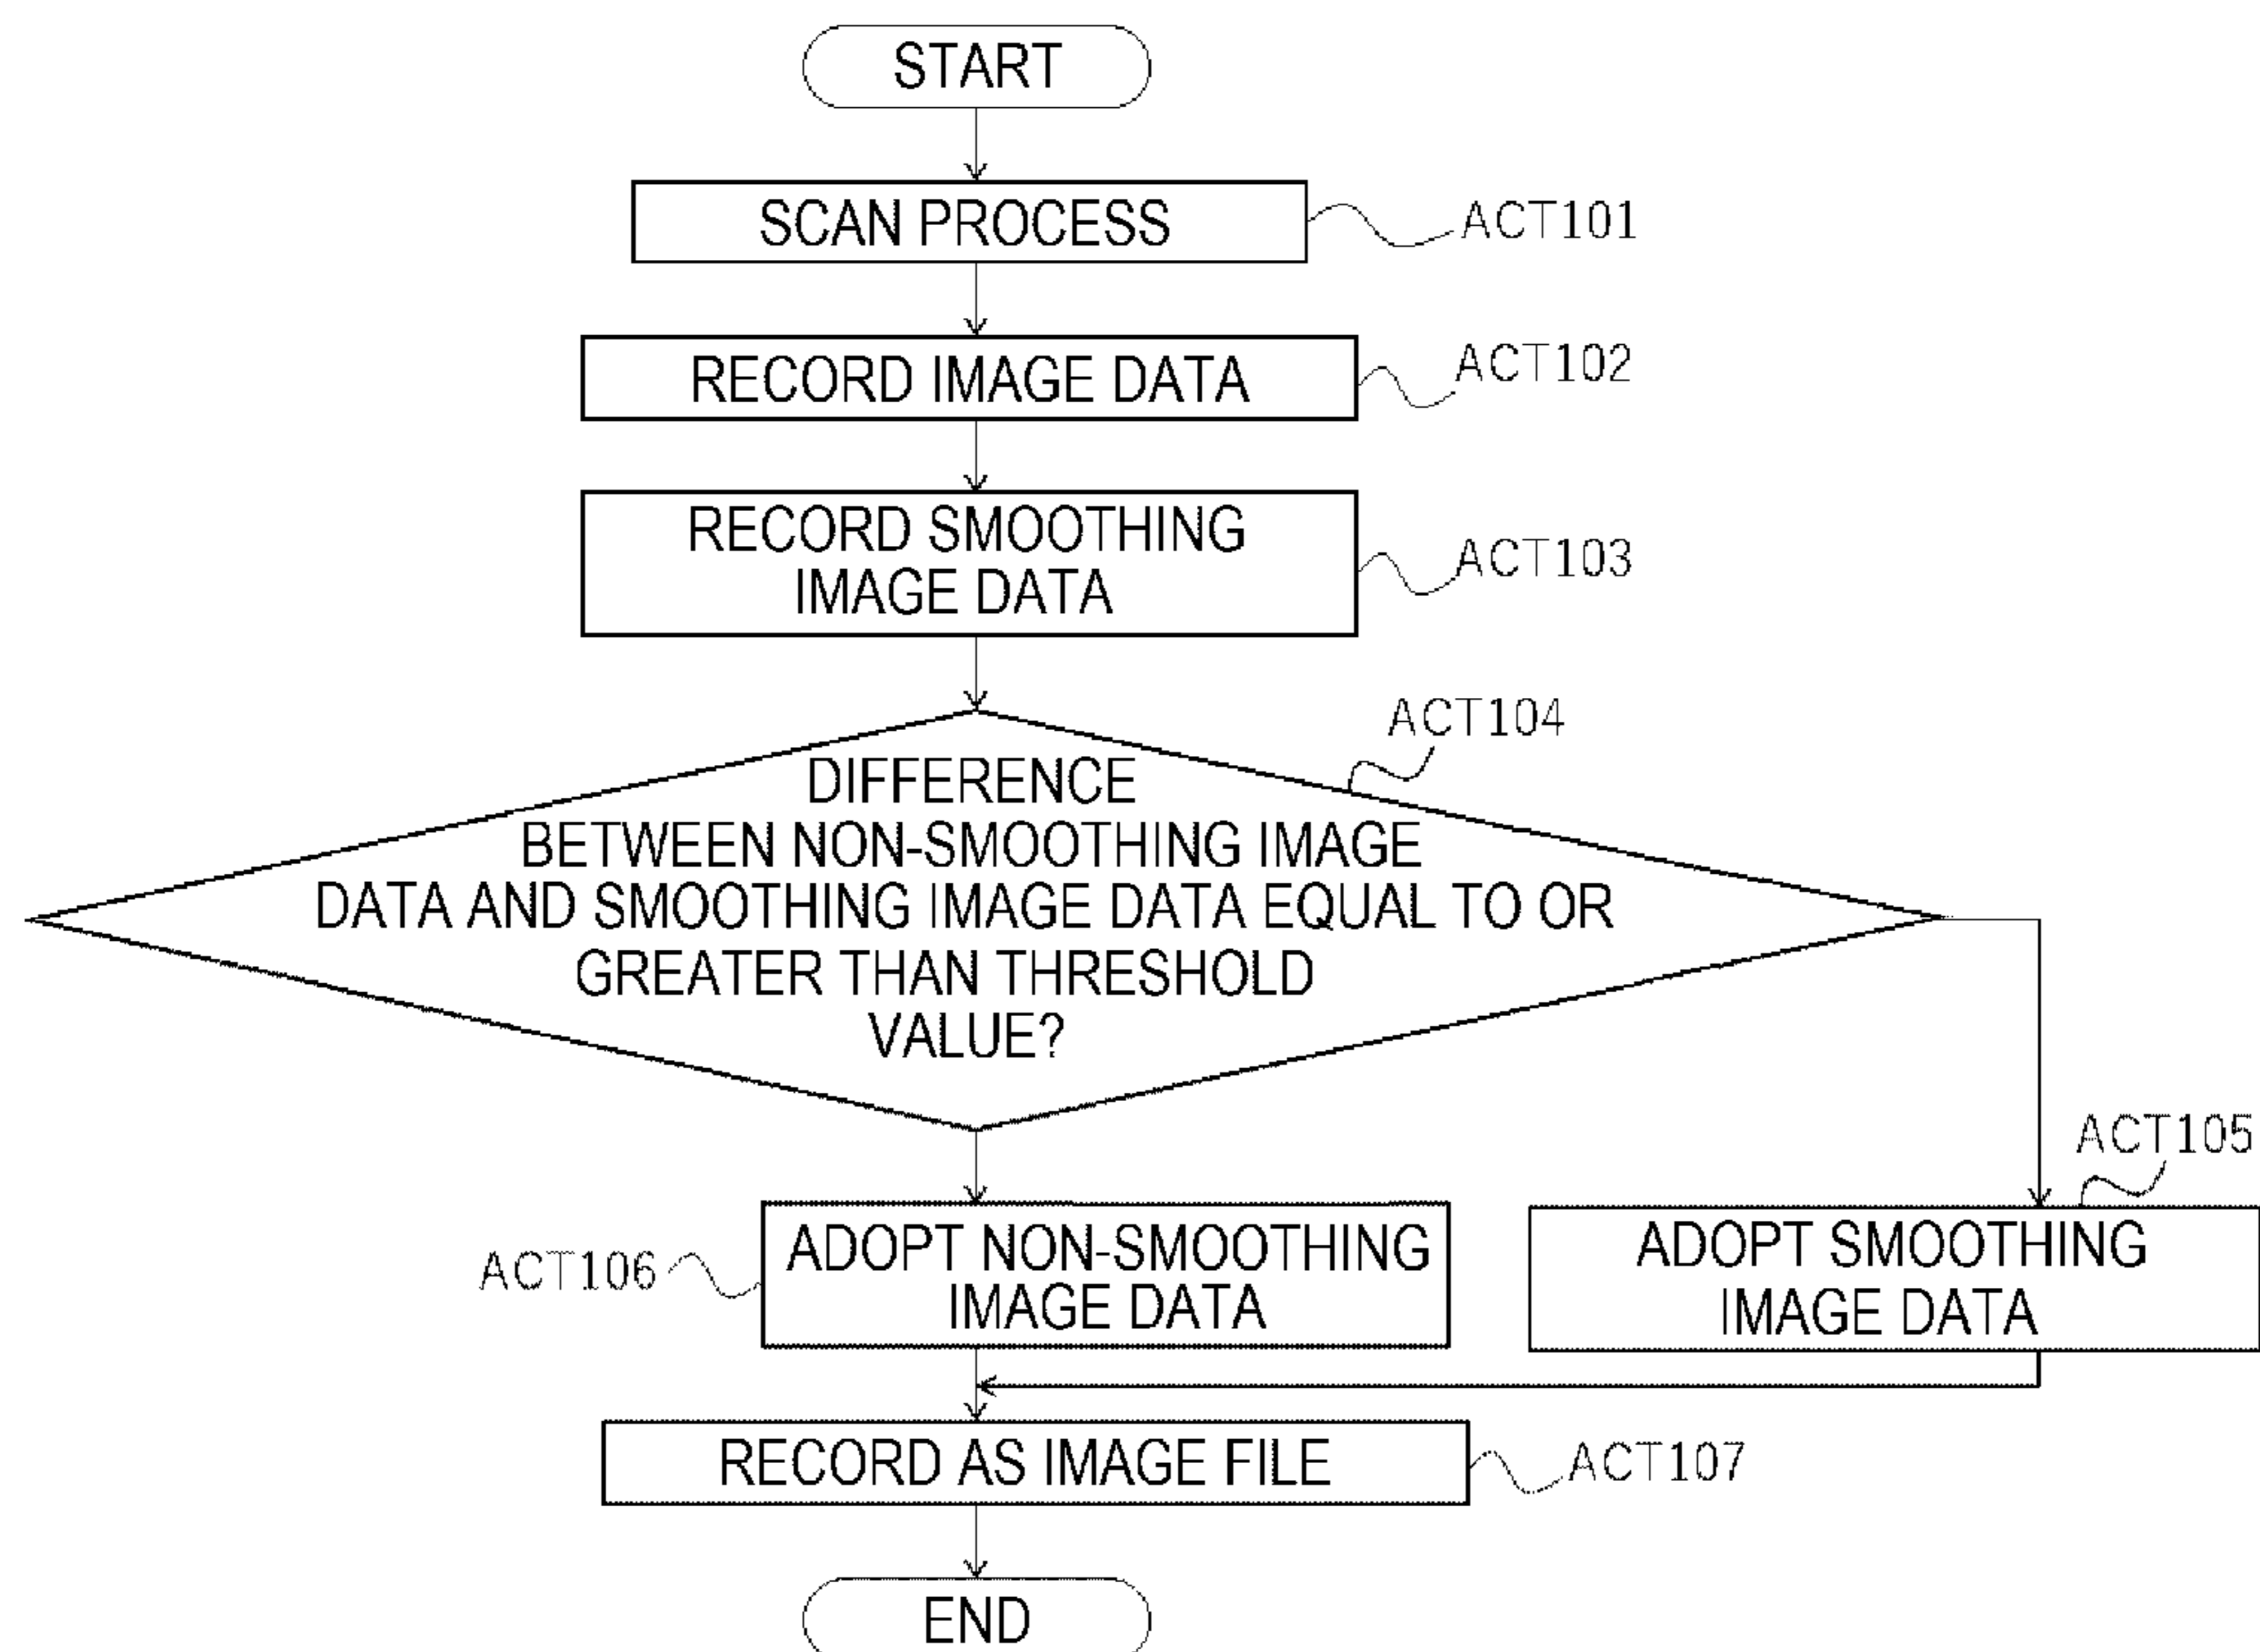 START
SCAN PROCESS
ACT101
RECORD IMAGE DATA
ACT102
RECORD SMOOTHING
IMAGE DATA
ACT103
ACT104
DIFFERENCE
BETWEEN NON-SMOOTHING IMAGE
DATA AND SMOOTHING IMAGE DATA EQUAL TO OR
GREATER THAN THRESHOLD
VALUE?
ACT105
ADOPT SMOOTHING
IMAGE DATA
ACT106
ADOPT NON-SMOOTHING
IMAGE DATA
RECORD AS IMAGE FILE
ACT107
END